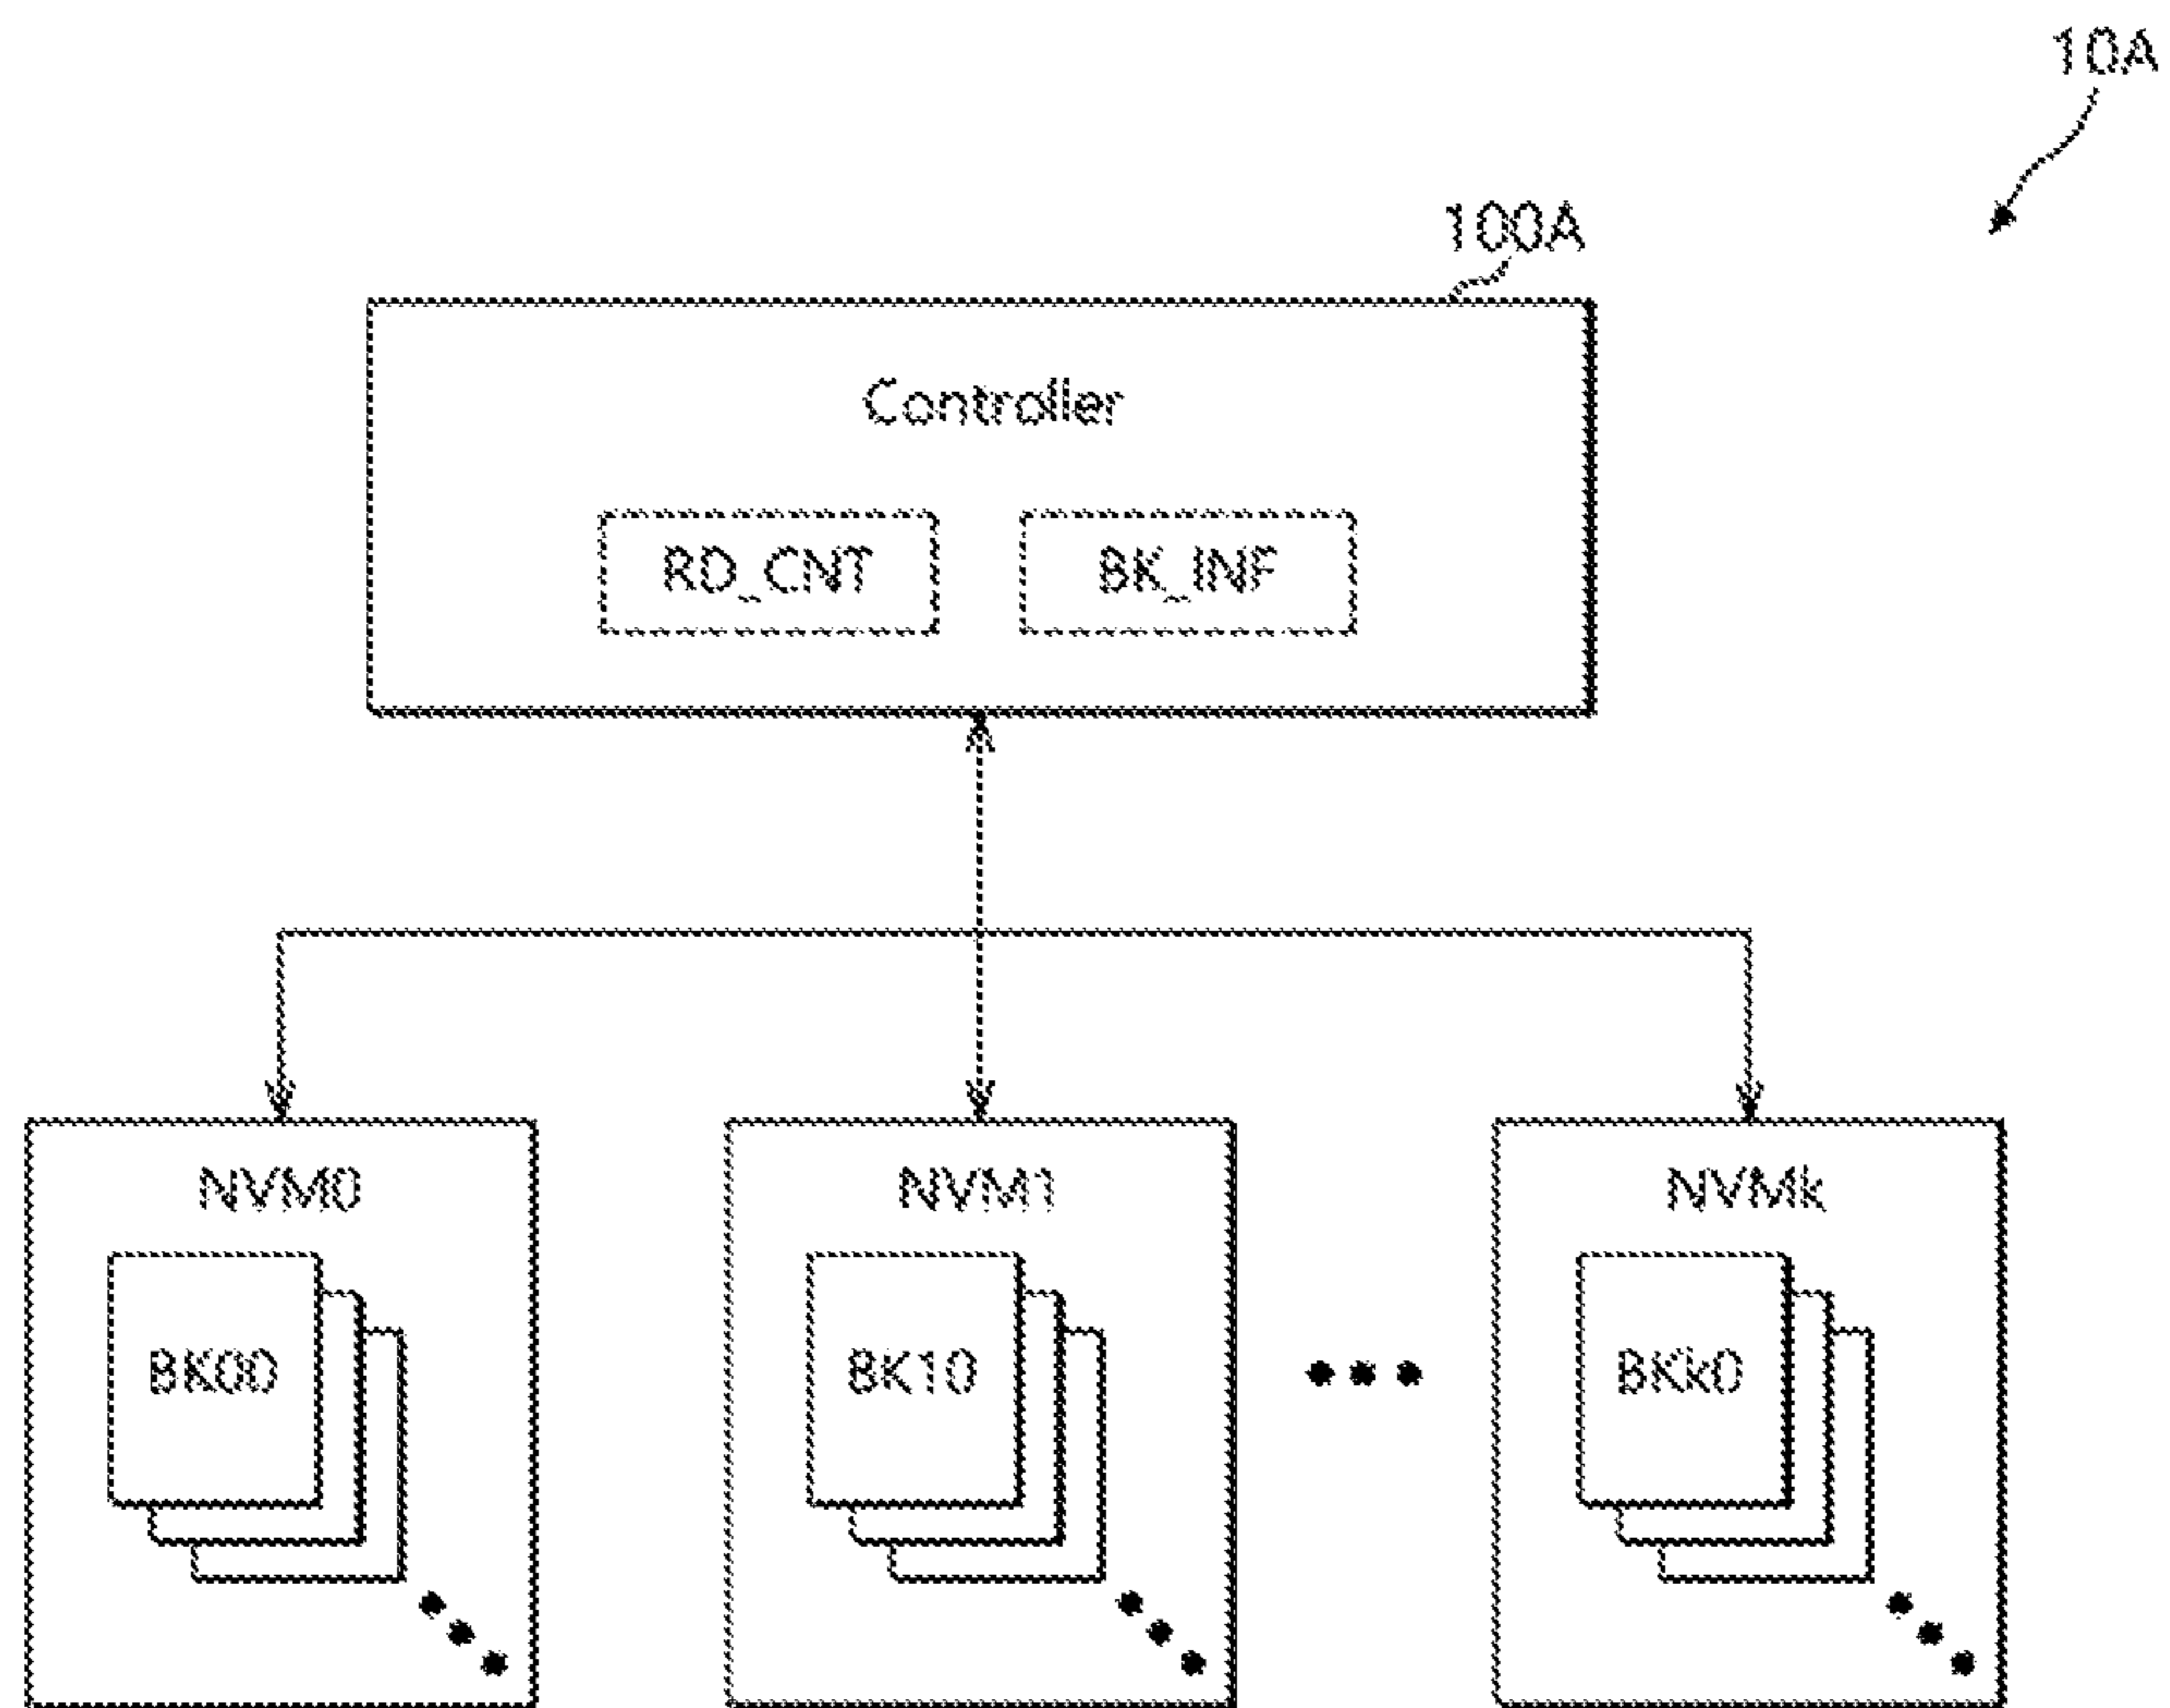 10A
100A
Controller
RD_CNT BK_INF
NVM0 NVM1 NVMk
BK00 BK10 BKk0